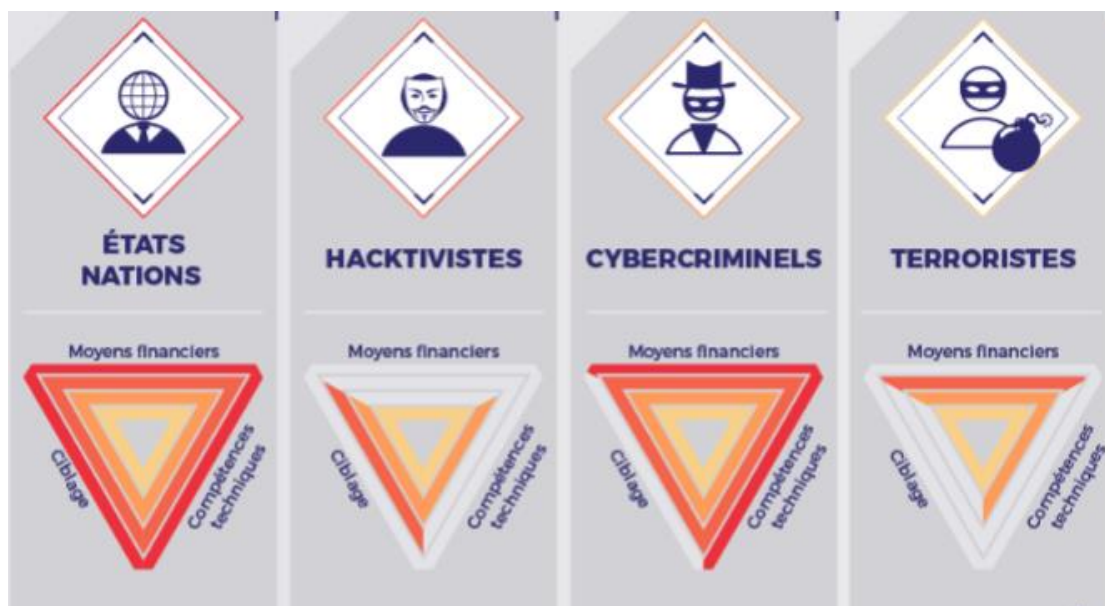 ÉTATS
NATIONS
HACKTIVISTES
CYBERCRIMINELS
TERRORISTES
Moyens financiers
Ciblage
Compétences
techniques
Moyens financiers
Ciblage
Compétences
techniques
Moyens financiers
Ciblage
Compétences
techniques
Moyens financiers
Ciblage
Compétences
techniques